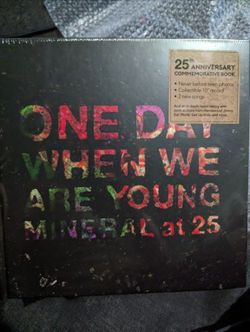 25th ANNIVERSARY
COMMEMORATIVE BOOK
• Never before seen photos
• Collectible 10" record
• 2 new songs
ONE DAY
WHEN WE
ARE YOUNG
MINERAL at 25